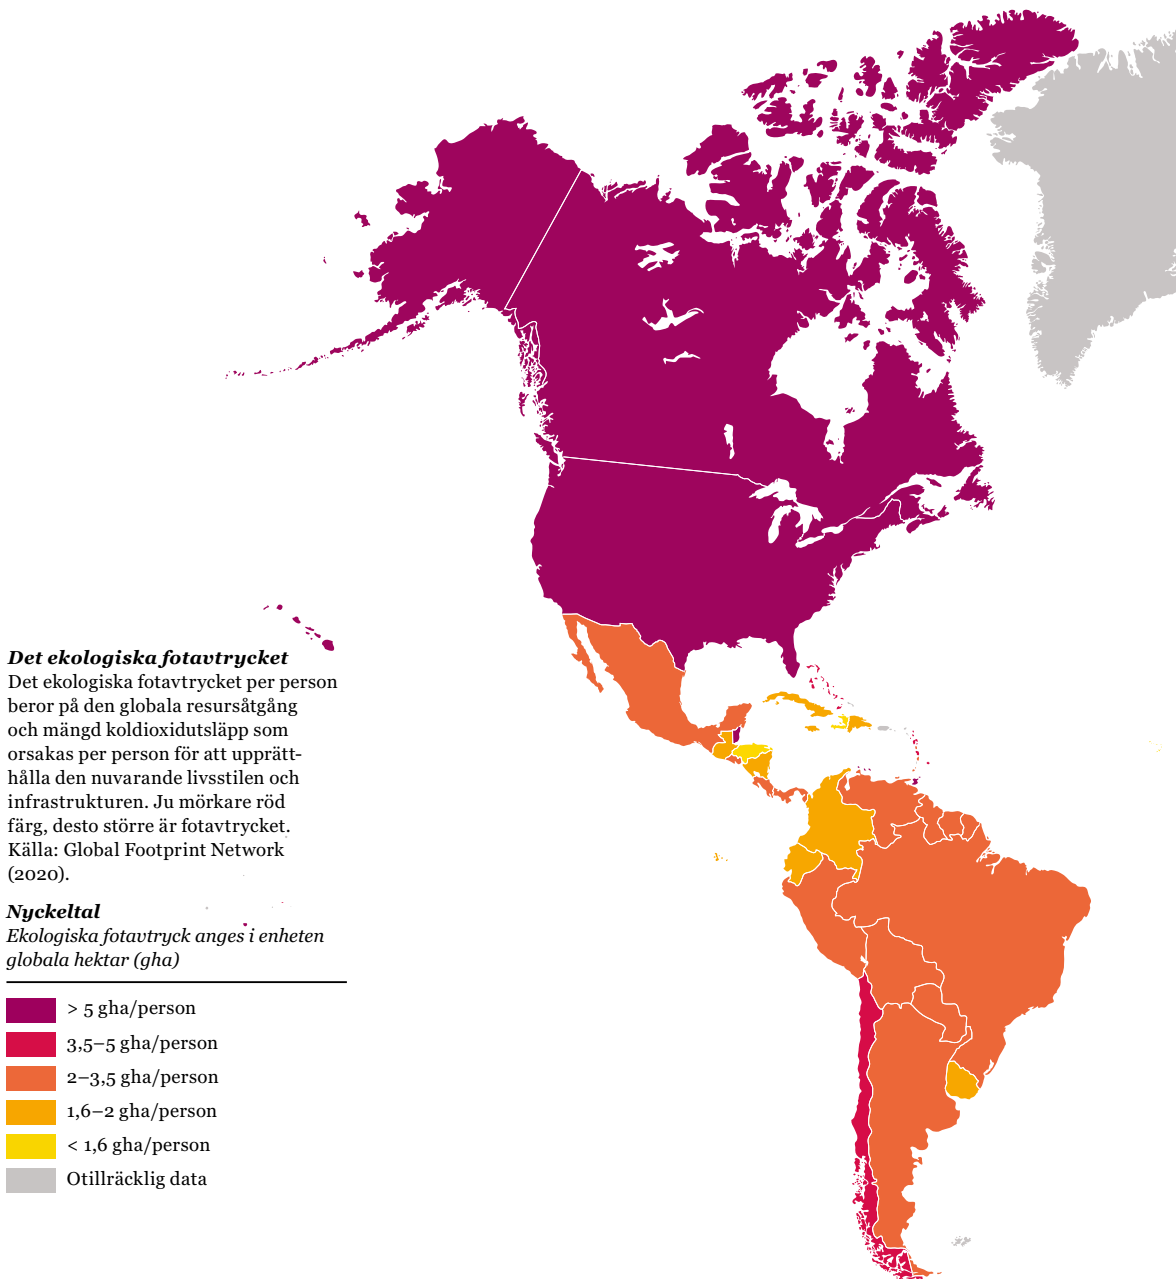 Det ekologiska fotavtrycket
Det ekologiska fotavtrycket per person
beror på den globala resursåtgång
och mängd koldioxidutsläpp som
orsakas per person för att upprätt-
hålla den nuvarande livsstilen och
infrastrukturen. Ju mörkare röd
färg, desto större är fotavtrycket.
Källa: Global Footprint Network
(2020).
Nyckeltal
Ekologiska fotavtryck anges i enheten
globala hektar (gha)
> 5 gha/person
3,5–5 gha/person
2–3,5 gha/person
1,6–2 gha/person
< 1,6 gha/person
Otillräcklig data